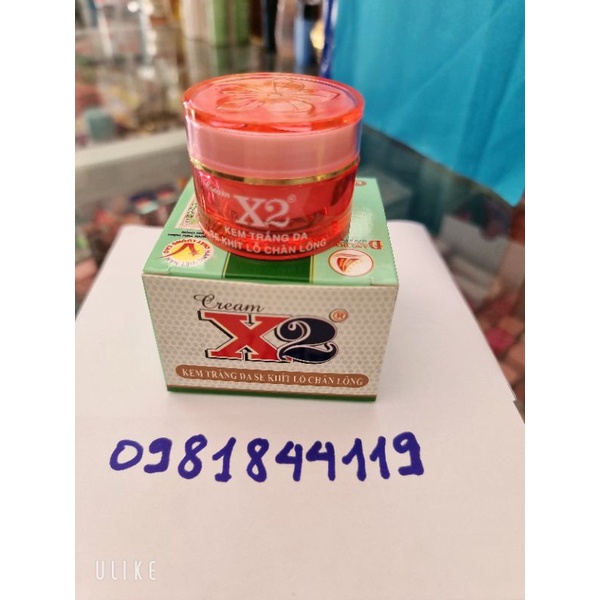 X2®
KEM TRẮNG DA
SE KHÍT LỖ CHÂN LÔNG
Cream
X2®
KEM TRẮNG DA SE KHÍT LỖ CHÂN LÔNG
0981844119
ULIKE